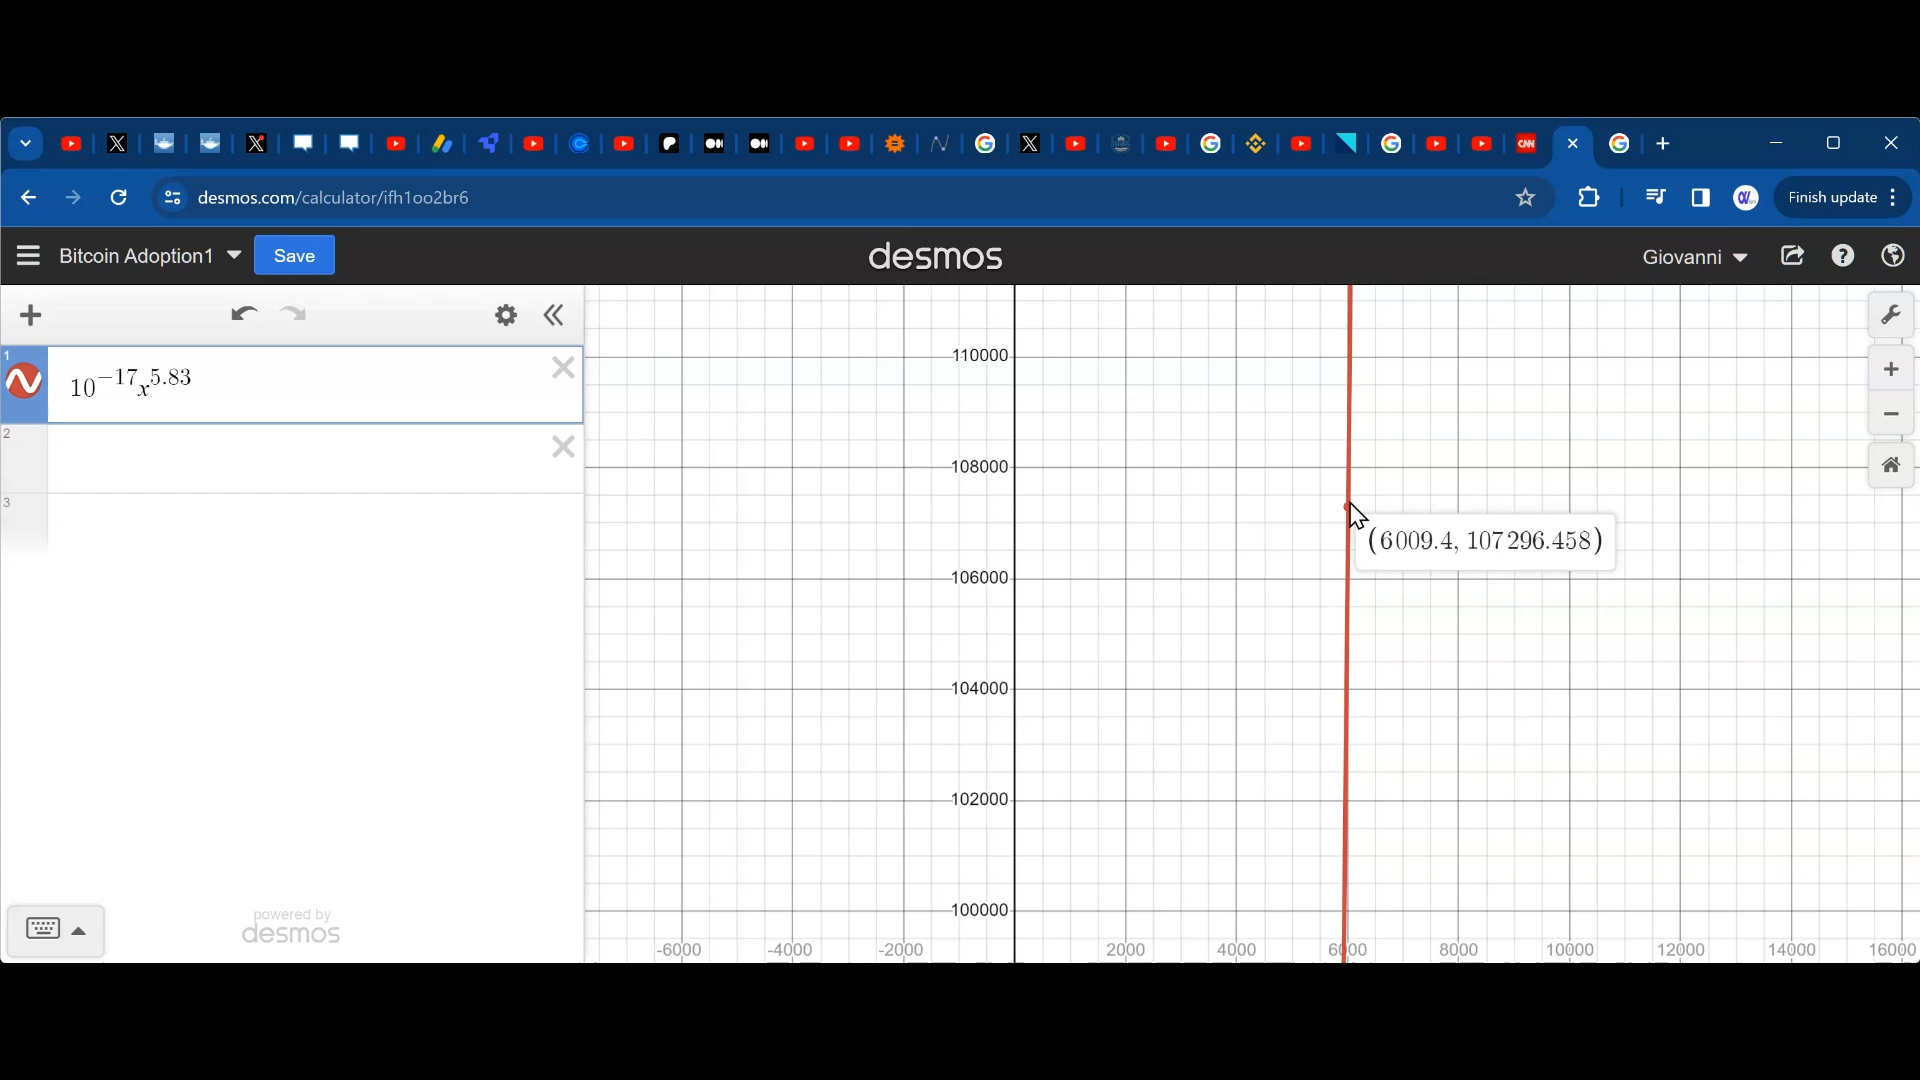 CNN
desmos.com/calculator/ifh1oo2br6
Finish update
Bitcoin Adoption1
Save
desmos
Giovanni
1
10^−17 x^5.83
2
3
110000
108000
(6009.4, 107296.458)
106000
104000
102000
100000
-6000 -4000 -2000 2000 4000 6000 8000 10000 12000 14000 16000
powered by
desmos